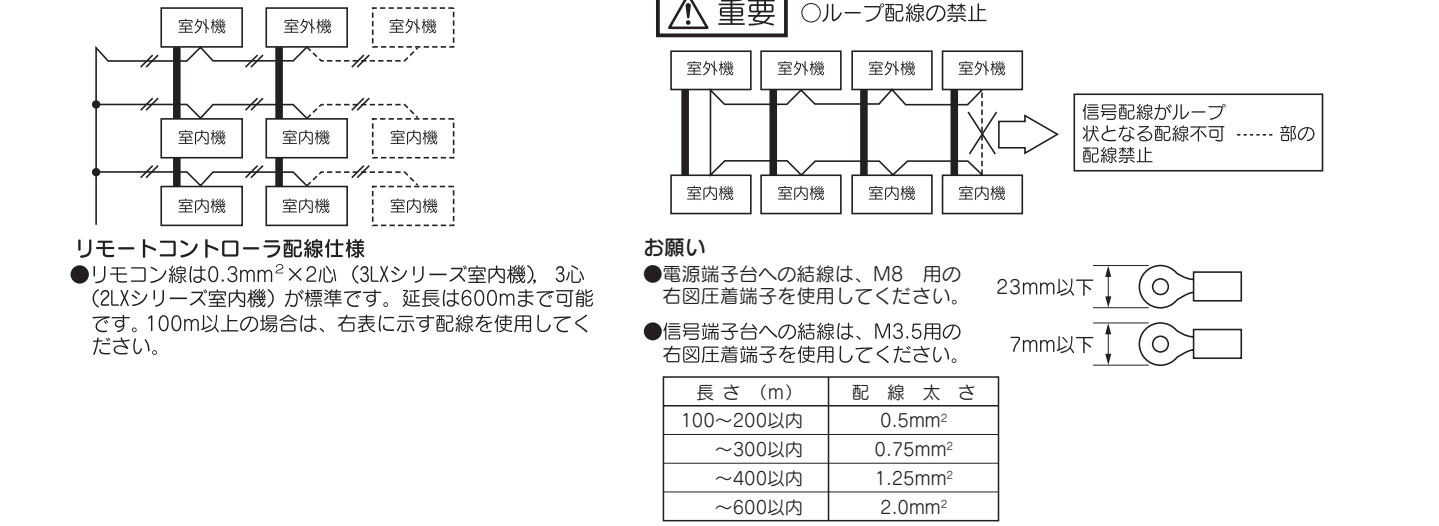 室外機 室外機 室外機
室内機 室内機 室内機
室内機 室内機 室内機
リモートコントローラ配線仕様
●リモコン線は0.3mm²×2心（3LXシリーズ室内機)， 3心
（2LXシリーズ室内機）が標準です。延長は600mまで可能
です。100m以上の場合は、右表に示す配線を使用してく
ださい。
重要 ○ループ配線の禁止
室外機 室外機 室外機 室外機
室内機 室内機 室内機 室内機
信号配線がループ
状となる配線不可 ------ 部の
配線禁止
お願い
●電源端子台への結線は、M8 用の
右図圧着端子を使用してください。
23mm以下
●信号端子台への結線は、M3.5用の
右図圧着端子を使用してください。
7mm以下
長さ（m） 配線太さ
100～200以内 0.5mm²
～300以内 0.75mm²
～400以内 1.25mm²
～600以内 2.0mm²